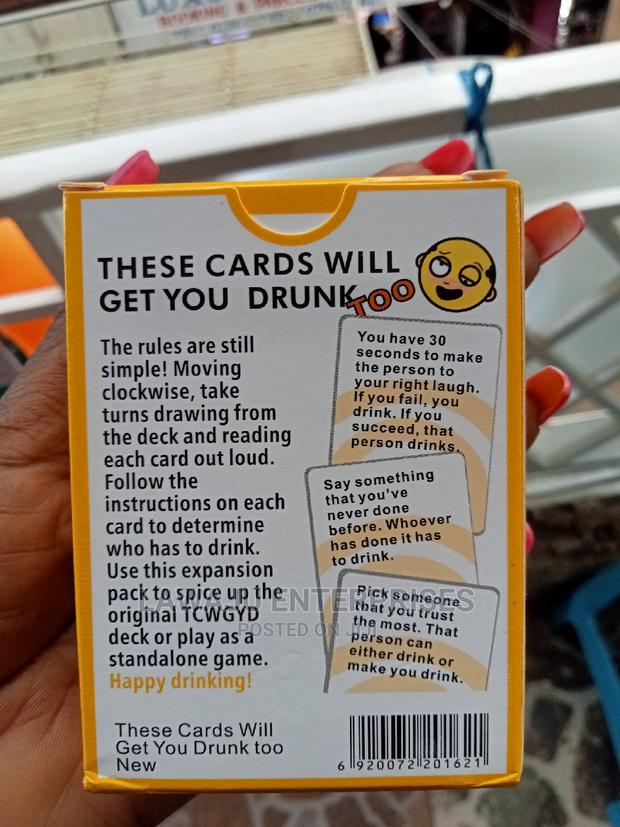 THESE CARDS WILL
GET YOU DRUNK
TOO
The rules are still
simple! Moving
clockwise, take
turns drawing from
the deck and reading
each card out loud.
Follow the
instructions on each
card to determine
who has to drink.
Use this expansion
pack to spice up the
original TCWGYD
deck or play as a
standalone game.
Happy drinking!
You have 30
seconds to make
the person to
your right laugh.
If you fail, you
drink. If you
succeed, that
person drinks.
Say something
that you've
never done
before. Whoever
has done it has
to drink.
Pick someone
that you trust
the most. That
person can
either drink or
make you drink.
These Cards Will
Get You Drunk too
New
6 920072 201621
LAWAJU ENTERPRISES
POSTED ON JIJI